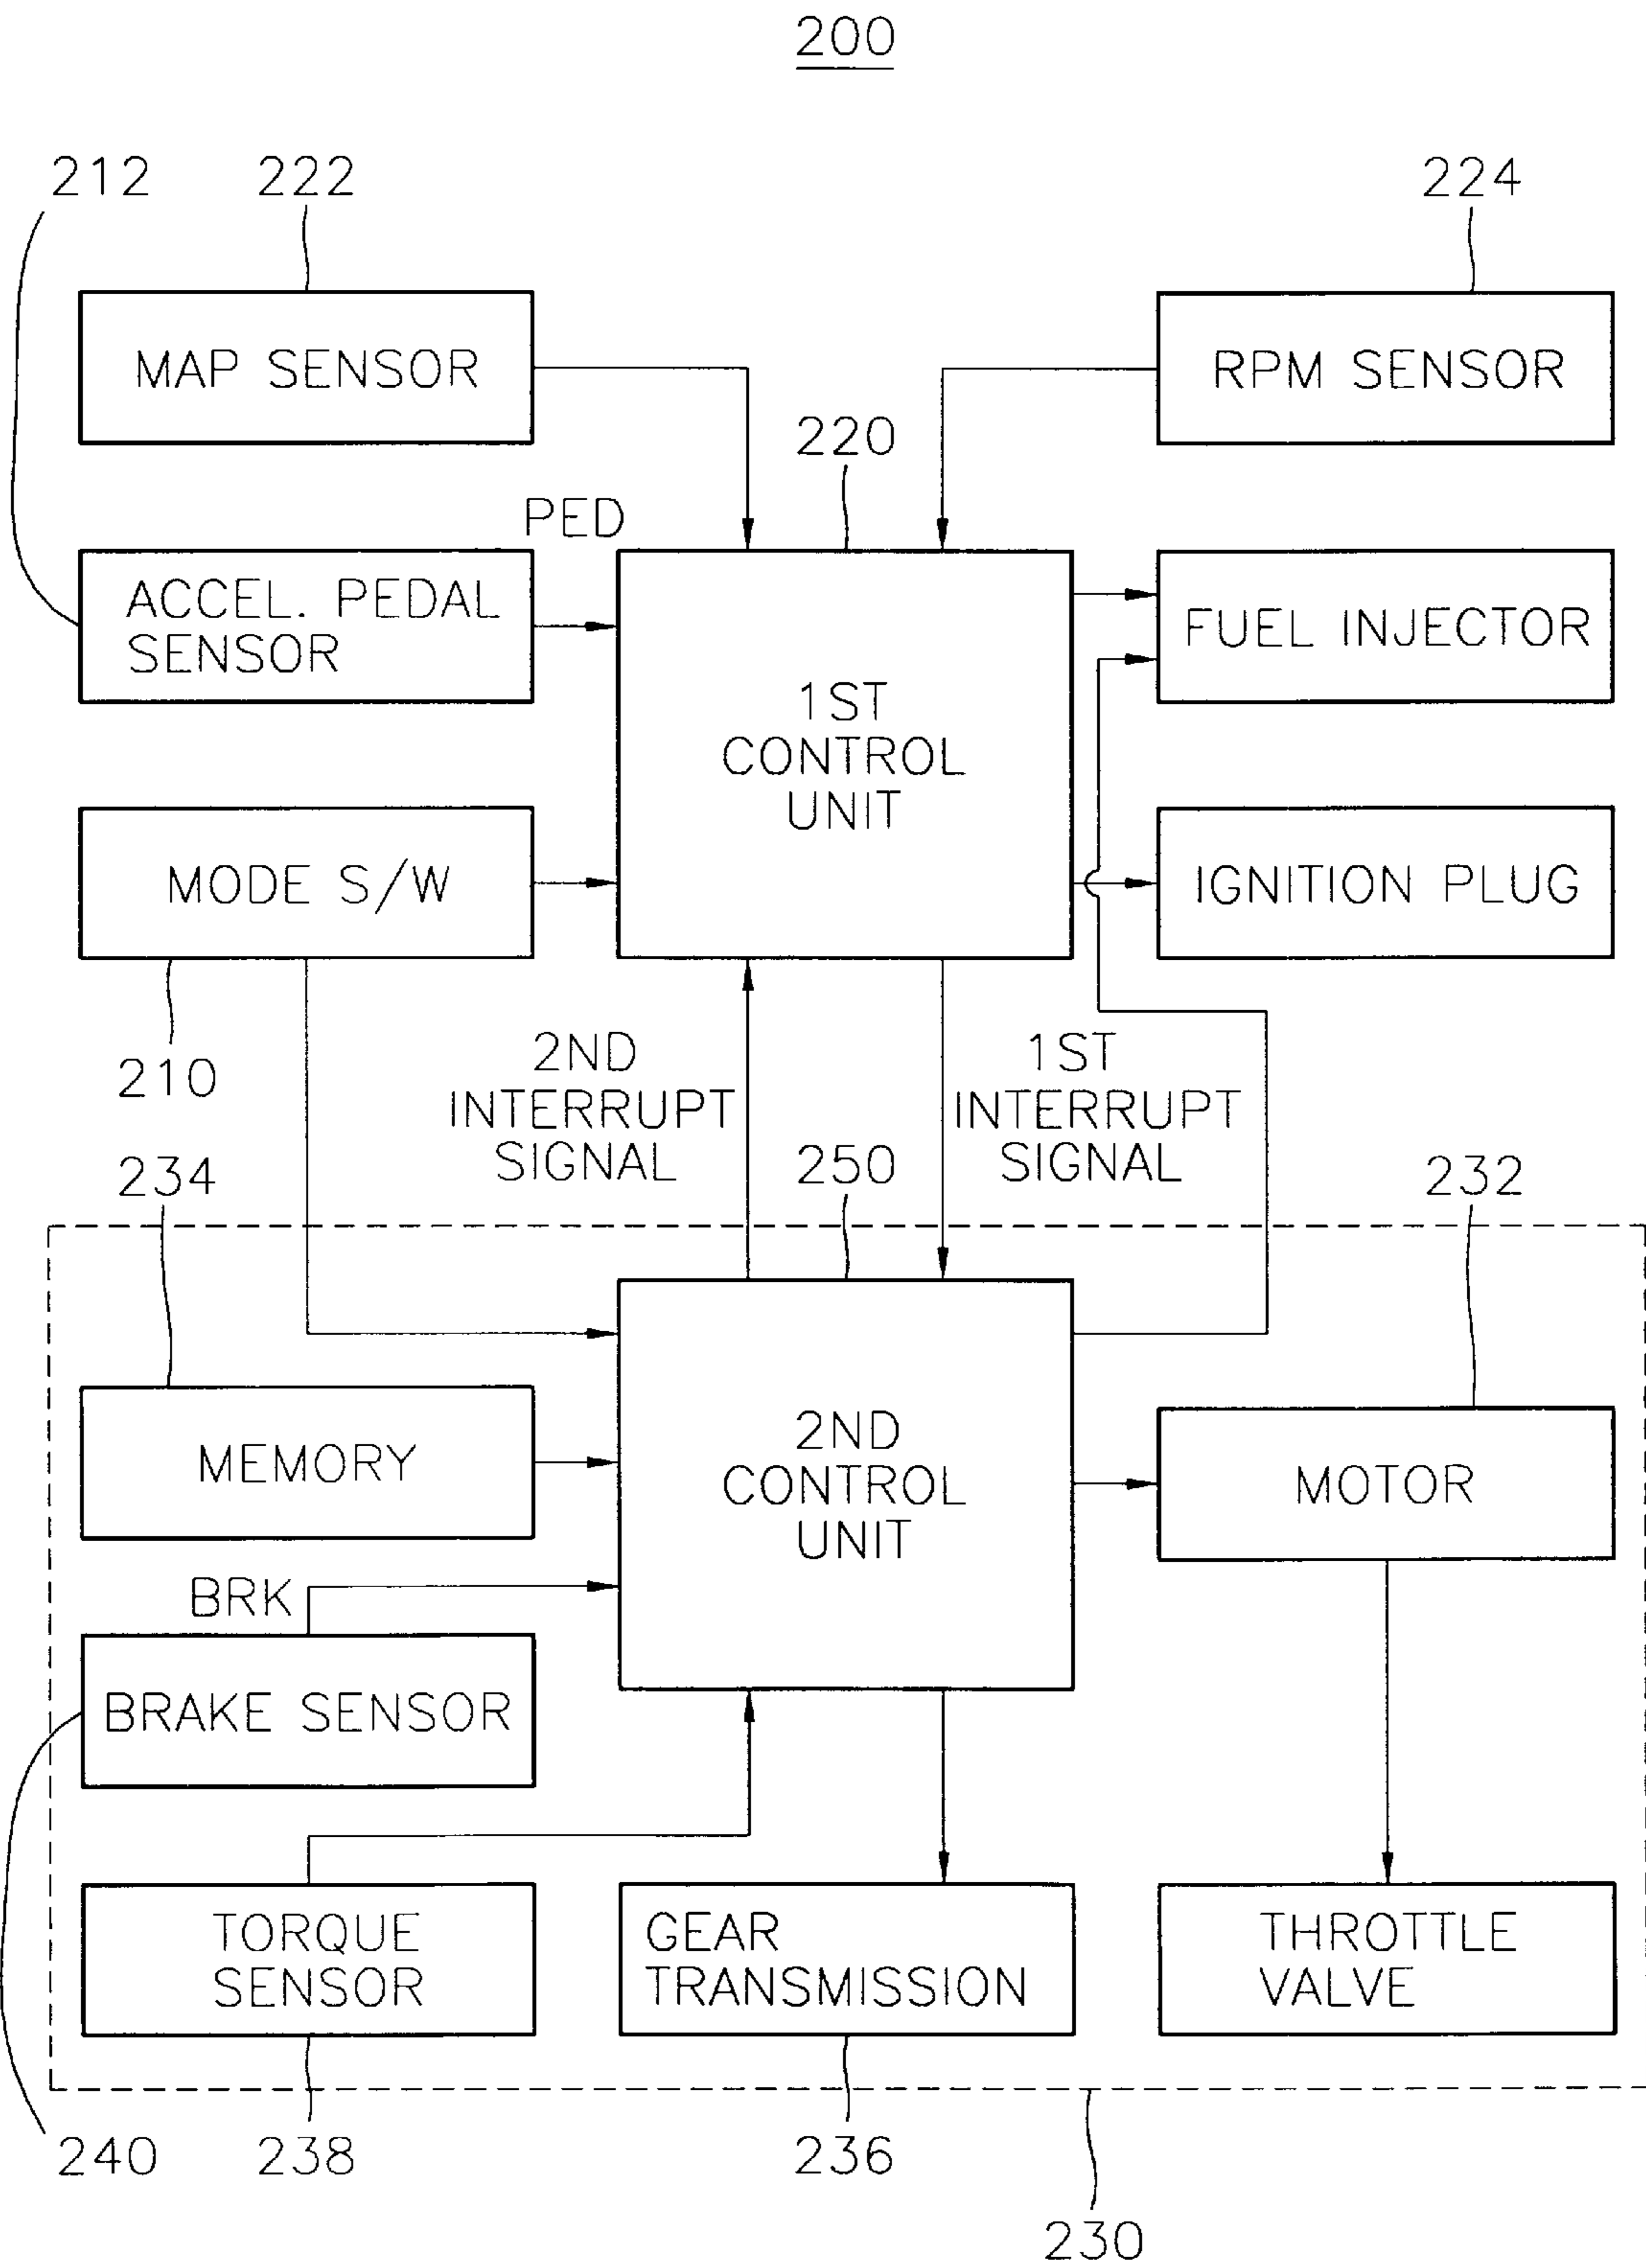 200
212
222
224
MAP SENSOR
RPM SENSOR
220
PED
ACCEL. PEDAL
SENSOR
1ST
CONTROL
UNIT
FUEL INJECTOR
MODE S/W
IGNITION PLUG
210
2ND
INTERRUPT
SIGNAL
1ST
INTERRUPT
SIGNAL
234
250
232
MEMORY
2ND
CONTROL
UNIT
MOTOR
BRK
BRAKE SENSOR
TORQUE
SENSOR
GEAR
TRANSMISSION
THROTTLE
VALVE
240
238
236
230